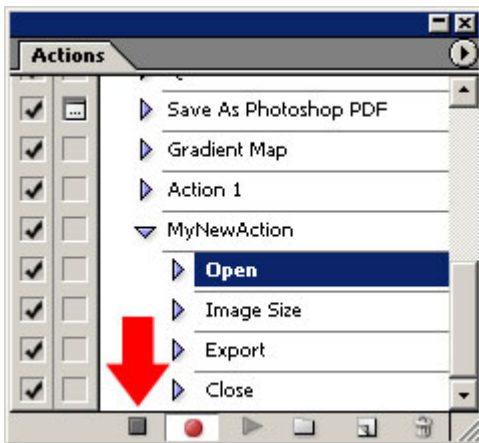 Actions
Save As Photoshop PDF
Gradient Map
Action 1
MyNewAction
Open
Image Size
Export
Close